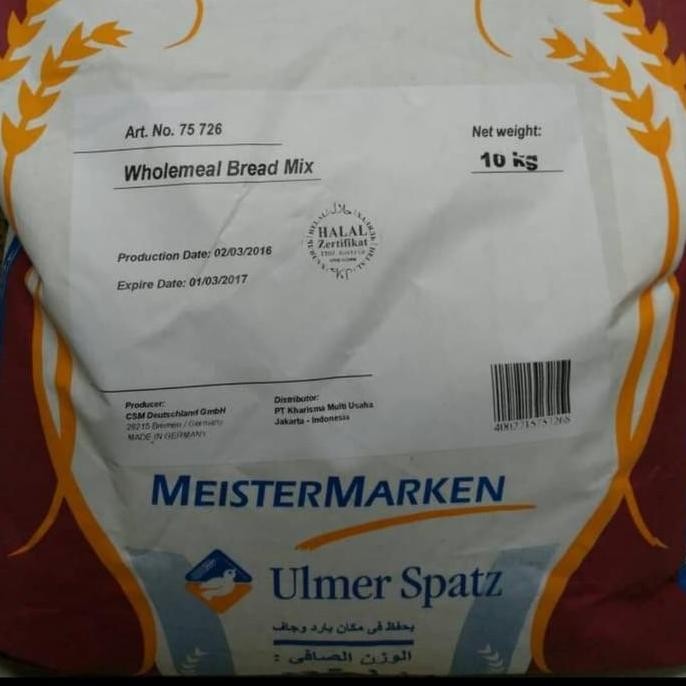 Art. No. 75 726
Net weight:
Wholemeal Bread Mix
10 kg
HALAL
Zertifikat
Production Date: 02/03/2016
Expire Date: 01/03/2017
Producer:
CSM Deutschland GmbH
28215 Bremen / Germany
MADE IN GERMANY
Distributor:
PT Kharisma Multi Usaha
Jakarta - Indonesia
MEISTERMARKEN
Ulmer Spatz
يحفظ في مكان بارد وجاف
الوزن الصافي :